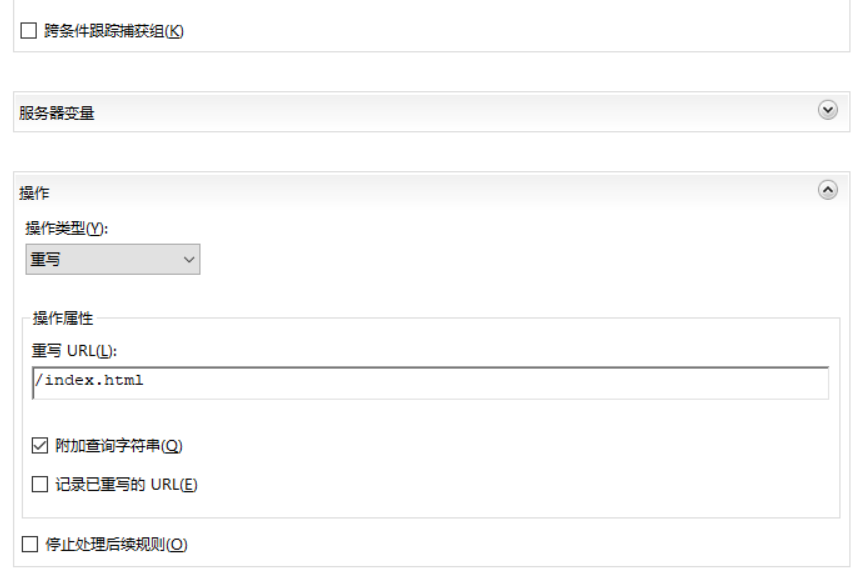 跨条件跟踪捕获组(K)
服务器变量
操作
操作类型(Y):
重写
操作属性
重写 URL(L):
/index.html
附加查询字符串(Q)
记录已重写的 URL(E)
停止处理后续规则(O)